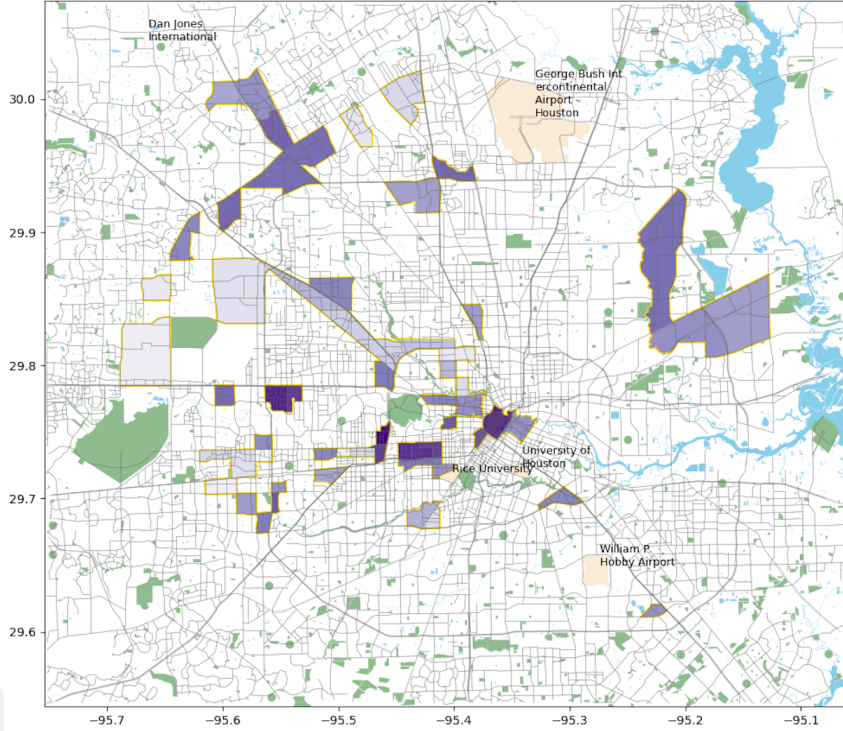 Dan Jones
International
George Bush Int
ercontinental
Airport
Houston
30.0
29.9
29.8
University of
Houston
Rice University
29.7
William P
Hobby Airport
29.6
−95.7
−95.6
−95.5
−95.4
−95.3
−95.2
−95.1